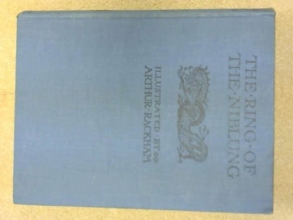 THE·RING·OF
THE·NIBLUNG
ILLUSTRATED BY
ARTHUR·RACKHAM